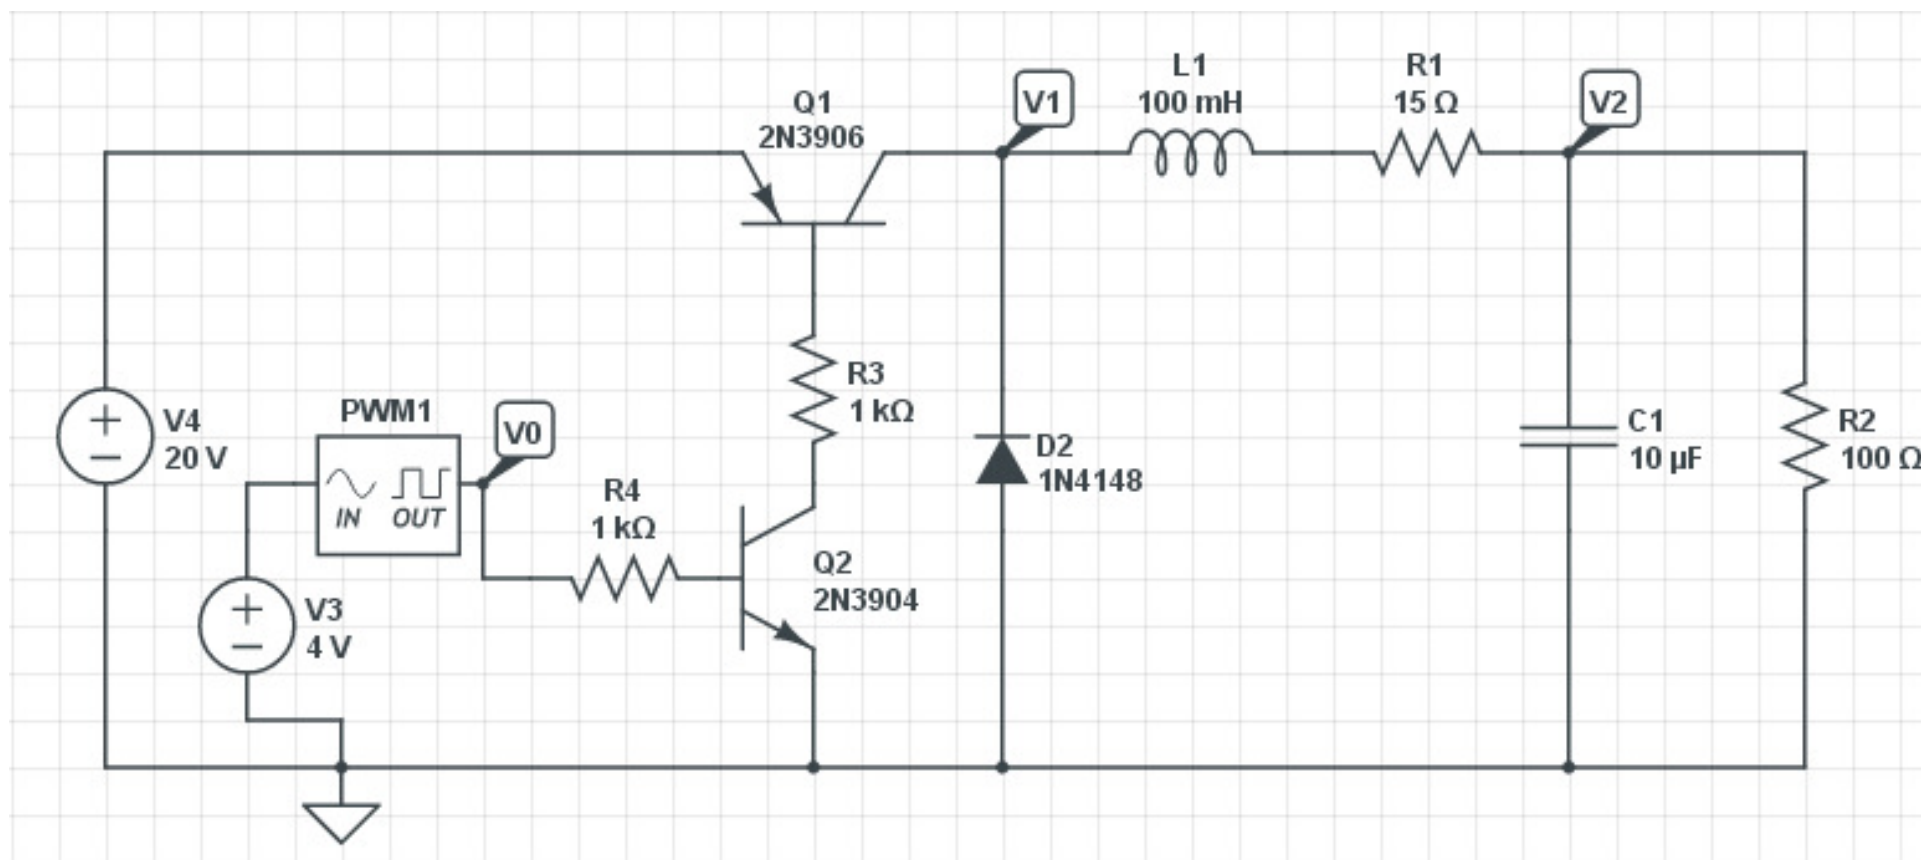 L1
100 mH
R1
15 Ω
V1
V2
Q1
2N3906
R3
1 kΩ
PWM1
V0
V4
20 V
+
−
IN OUT
R4
1 kΩ
D2
1N4148
C1
10 µF
R2
100 Ω
Q2
2N3904
V3
4 V
+
−